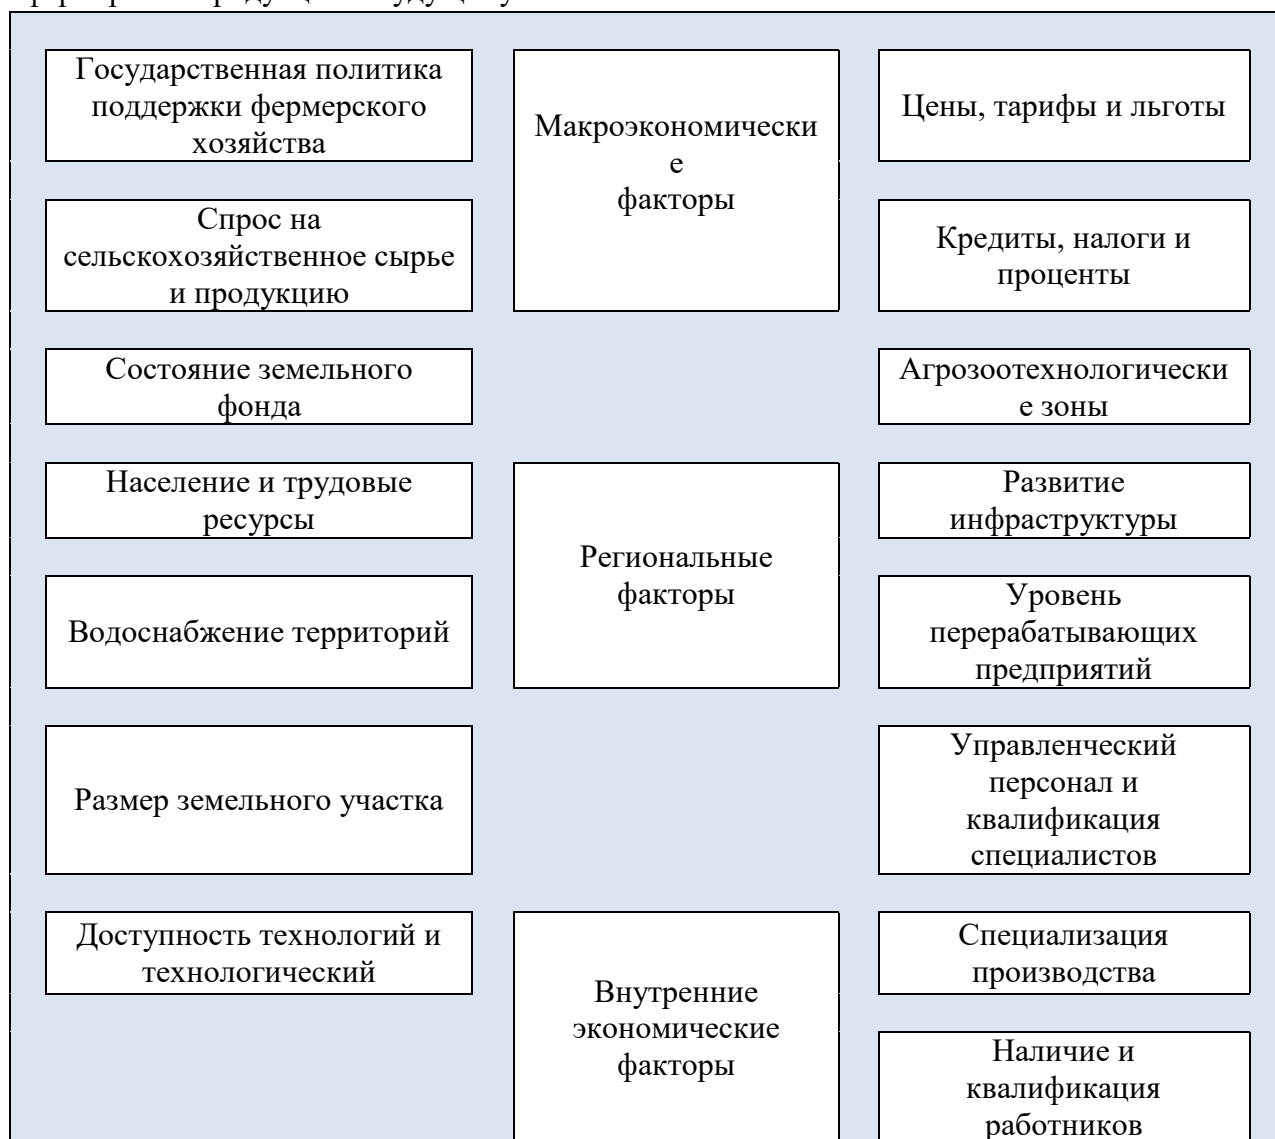 Государственная политика
поддержки фермерского
хозяйства
Макроэкономически
е
факторы
Цены, тарифы и льготы
Спрос на
сельскохозяйственное сырье
и продукцию
Кредиты, налоги и
проценты
Состояние земельного
фонда
Агрозоотехнологически
е зоны
Население и трудовые
ресурсы
Региональные
факторы
Развитие
инфраструктуры
Водоснабжение территорий
Уровень
перерабатывающих
предприятий
Размер земельного участка
Управленческий
персонал и
квалификация
специалистов
Доступность технологий и
технологический
Внутренние
экономические
факторы
Специализация
производства
Наличие и
квалификация
работников